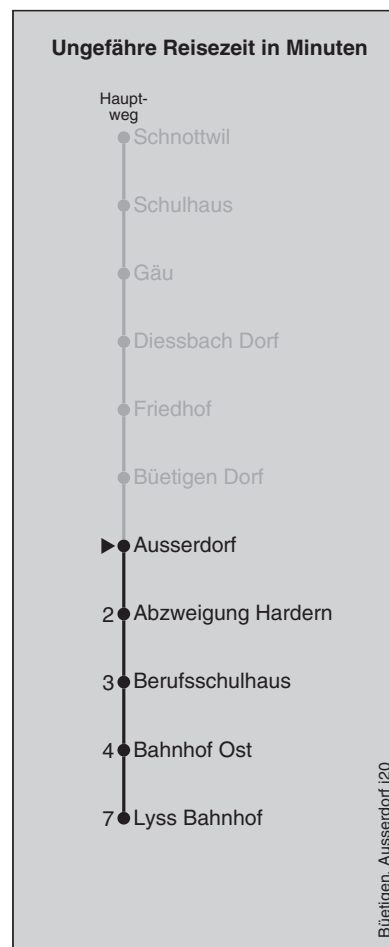 Ungefähre Reisezeit in Minuten
Haupt-
weg
Schnottwil
Schulhaus
Gäu
Diessbach Dorf
Friedhof
Büetigen Dorf
Ausserdorf
2 Abzweigung Hardern
3 Berufsschulhaus
4 Bahnhof Ost
7 Lyss Bahnhof
Büetigen, Ausserdorf j20